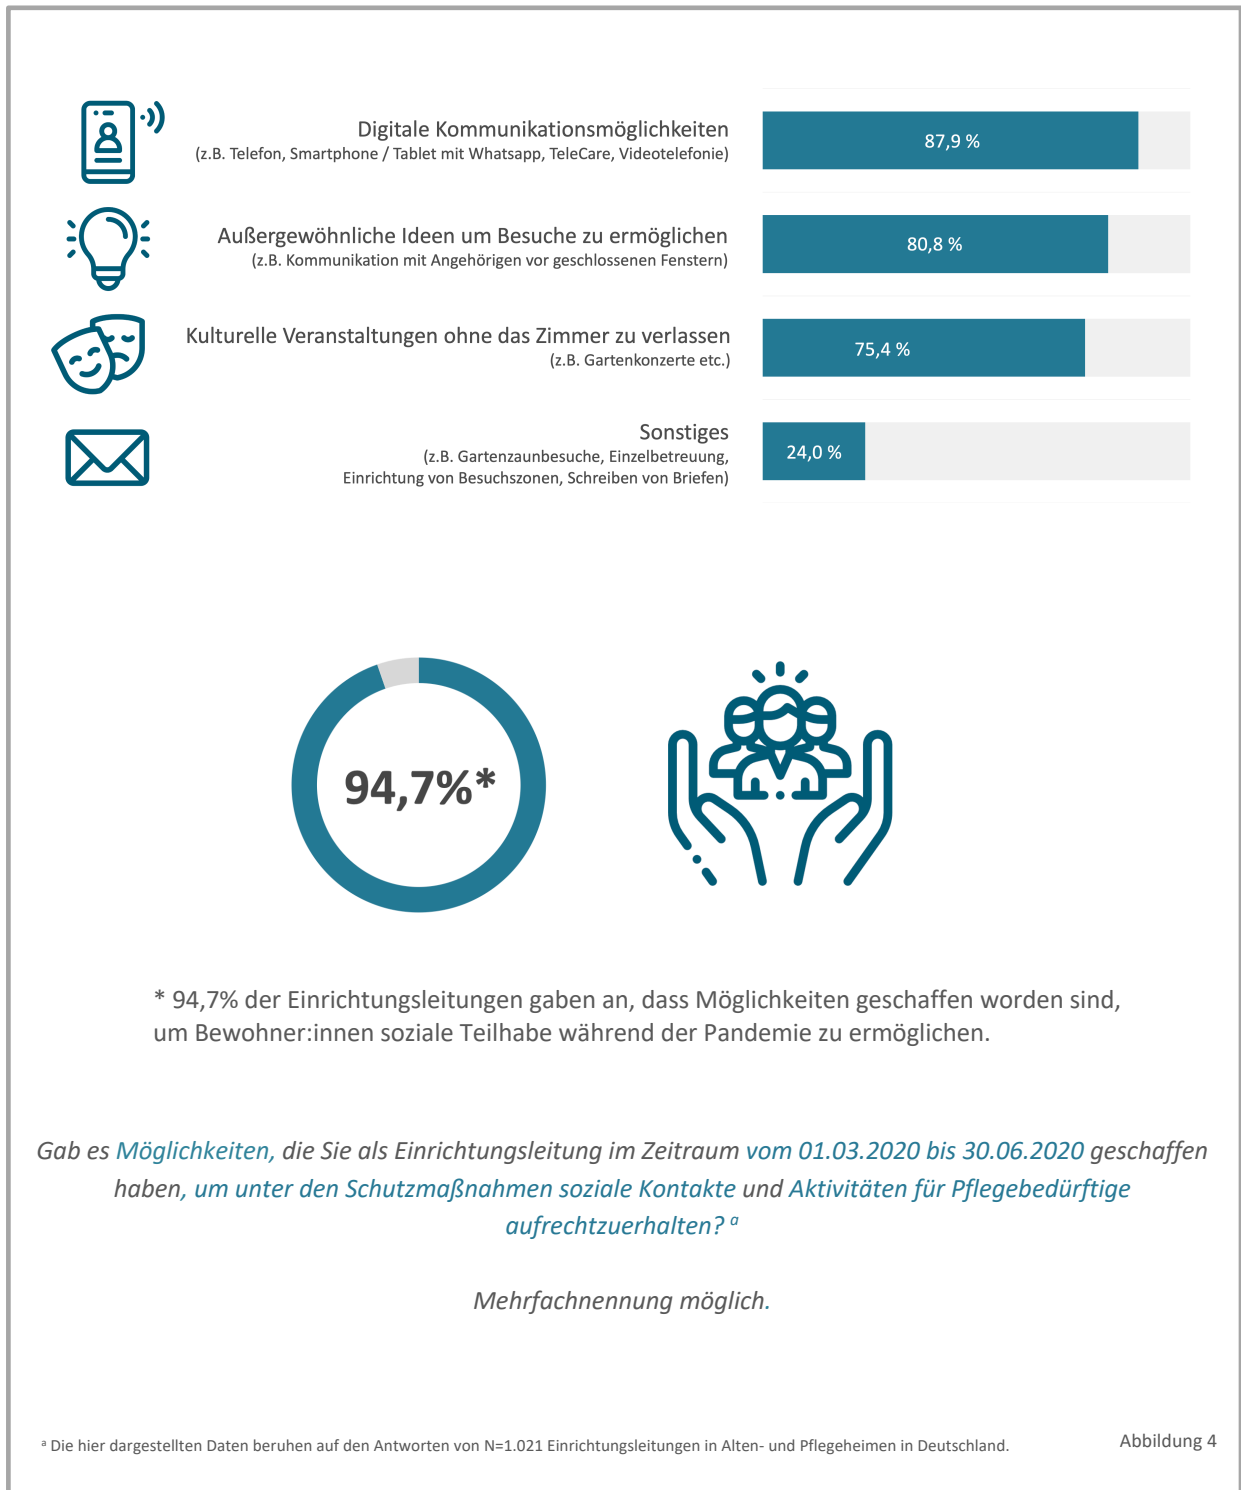 Digitale Kommunikationsmöglichkeiten
(z.B. Telefon, Smartphone / Tablet mit Whatsapp, TeleCare, Videotelefonie)
87,9 %
Außergewöhnliche Ideen um Besuche zu ermöglichen
(z.B. Kommunikation mit Angehörigen vor geschlossenen Fenstern)
80,8 %
Kulturelle Veranstaltungen ohne das Zimmer zu verlassen
(z.B. Gartenkonzerte etc.)
75,4 %
Sonstiges
(z.B. Gartenzaunbesuche, Einzelbetreuung,
Einrichtung von Besuchszonen, Schreiben von Briefen)
24,0 %
94,7%*
* 94,7% der Einrichtungsleitungen gaben an, dass Möglichkeiten geschaffen worden sind,
um Bewohner:innen soziale Teilhabe während der Pandemie zu ermöglichen.
Gab es Möglichkeiten, die Sie als Einrichtungsleitung im Zeitraum vom 01.03.2020 bis 30.06.2020 geschaffen
haben, um unter den Schutzmaßnahmen soziale Kontakte und Aktivitäten für Pflegebedürftige
aufrechtzuerhalten? ᵃ
Mehrfachnennung möglich.
ᵃ Die hier dargestellten Daten beruhen auf den Antworten von N=1.021 Einrichtungsleitungen in Alten- und Pflegeheimen in Deutschland.
Abbildung 4